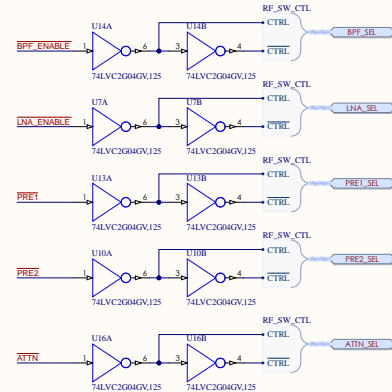 U14A U14B RF_SW_CTL
CTRL
BPF_ENABLE 1 6 3 4 CTRL BPF_SEL
74LVC2G04GV,125 74LVC2G04GV,125
U7A U7B RF_SW_CTL
CTRL
LNA_ENABLE 1 6 3 4 CTRL LNA_SEL
74LVC2G04GV,125 74LVC2G04GV,125
U13A U13B RF_SW_CTL
CTRL
PRE1 1 6 3 4 CTRL PRE1_SEL
74LVC2G04GV,125 74LVC2G04GV,125
U10A U10B RF_SW_CTL
CTRL
PRE2 1 6 3 4 CTRL PRE2_SEL
74LVC2G04GV,125 74LVC2G04GV,125
U16A U16B RF_SW_CTL
CTRL
ATTN 1 6 3 4 CTRL ATTN_SEL
74LVC2G04GV,125 74LVC2G04GV,125